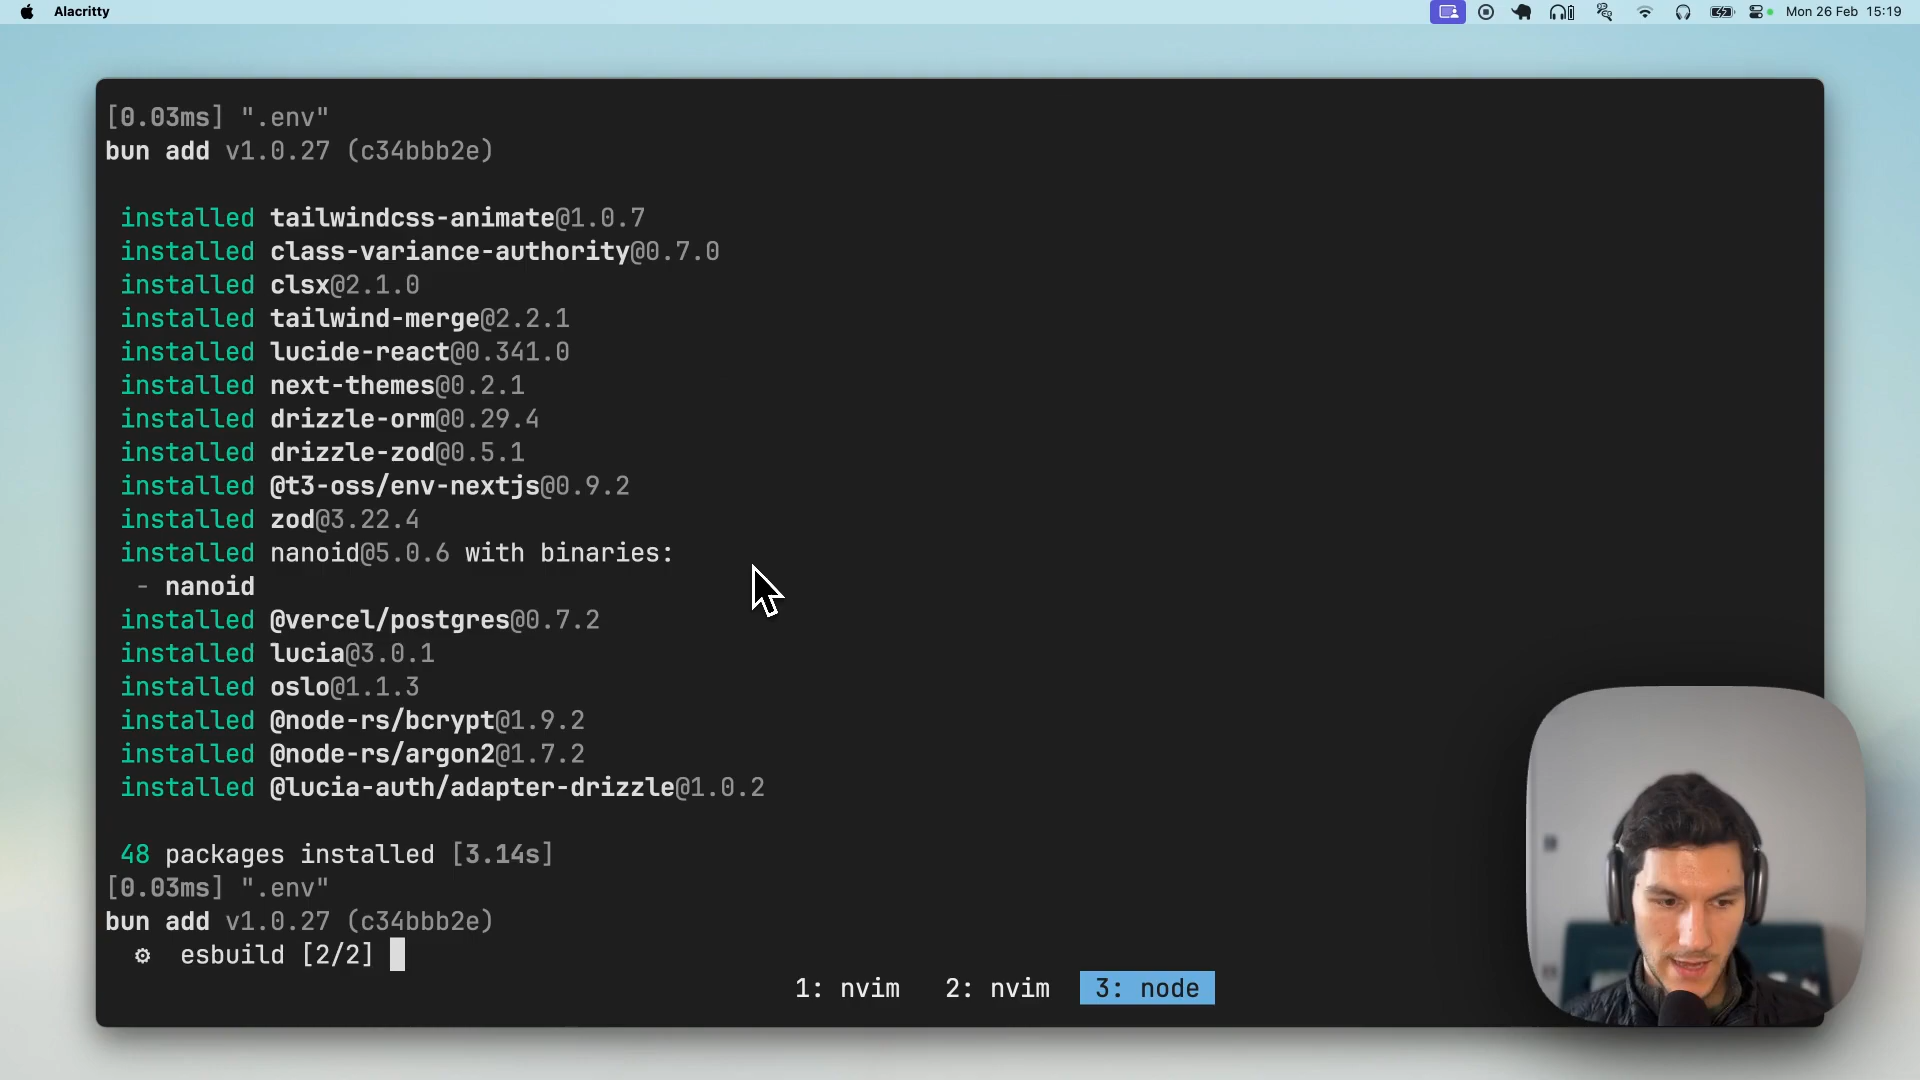 Alacritty
Mon 26 Feb 15:19
[0.03ms] ".env"
bun add v1.0.27 (c34bbb2e)
installed tailwindcss-animate@1.0.7
installed class-variance-authority@0.7.0
installed clsx@2.1.0
installed tailwind-merge@2.2.1
installed lucide-react@0.341.0
installed next-themes@0.2.1
installed drizzle-orm@0.29.4
installed drizzle-zod@0.5.1
installed @t3-oss/env-nextjs@0.9.2
installed zod@3.22.4
installed nanoid@5.0.6 with binaries:
- nanoid
installed @vercel/postgres@0.7.2
installed lucia@3.0.1
installed oslo@1.1.3
installed @node-rs/bcrypt@1.9.2
installed @node-rs/argon2@1.7.2
installed @lucia-auth/adapter-drizzle@1.0.2
48 packages installed [3.14s]
[0.03ms] ".env"
bun add v1.0.27 (c34bbb2e)
⚙ esbuild [2/2]
1: nvim 2: nvim 3: node